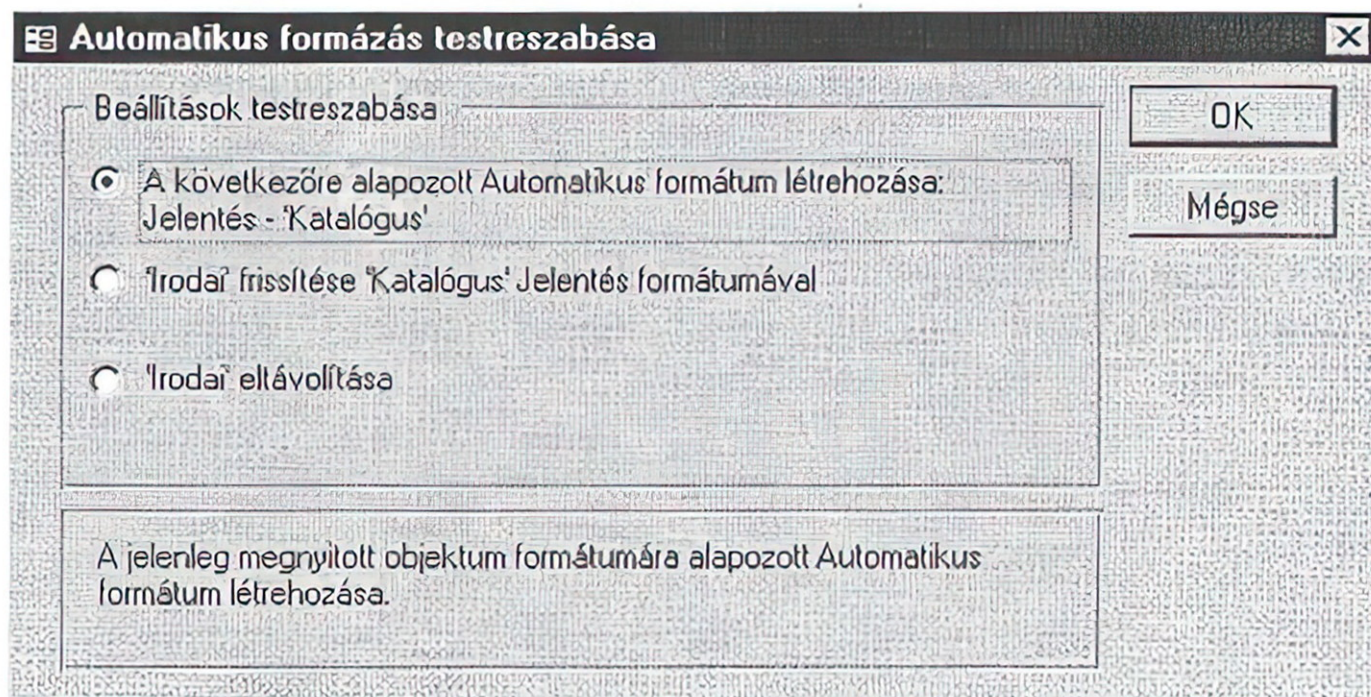 Automatikus formázás testreszabása
Beállítások testreszabása
OK
A következőre alapozott Automatikus formátum létrehozása:
Jelentés - 'Katalógus'
Mégse
'Irodai' frissítése 'Katalógus' Jelentés formátumával
'Irodai' eltávolítása
A jelenleg megnyitott objektum formátumára alapozott Automatikus
formátum létrehozása.